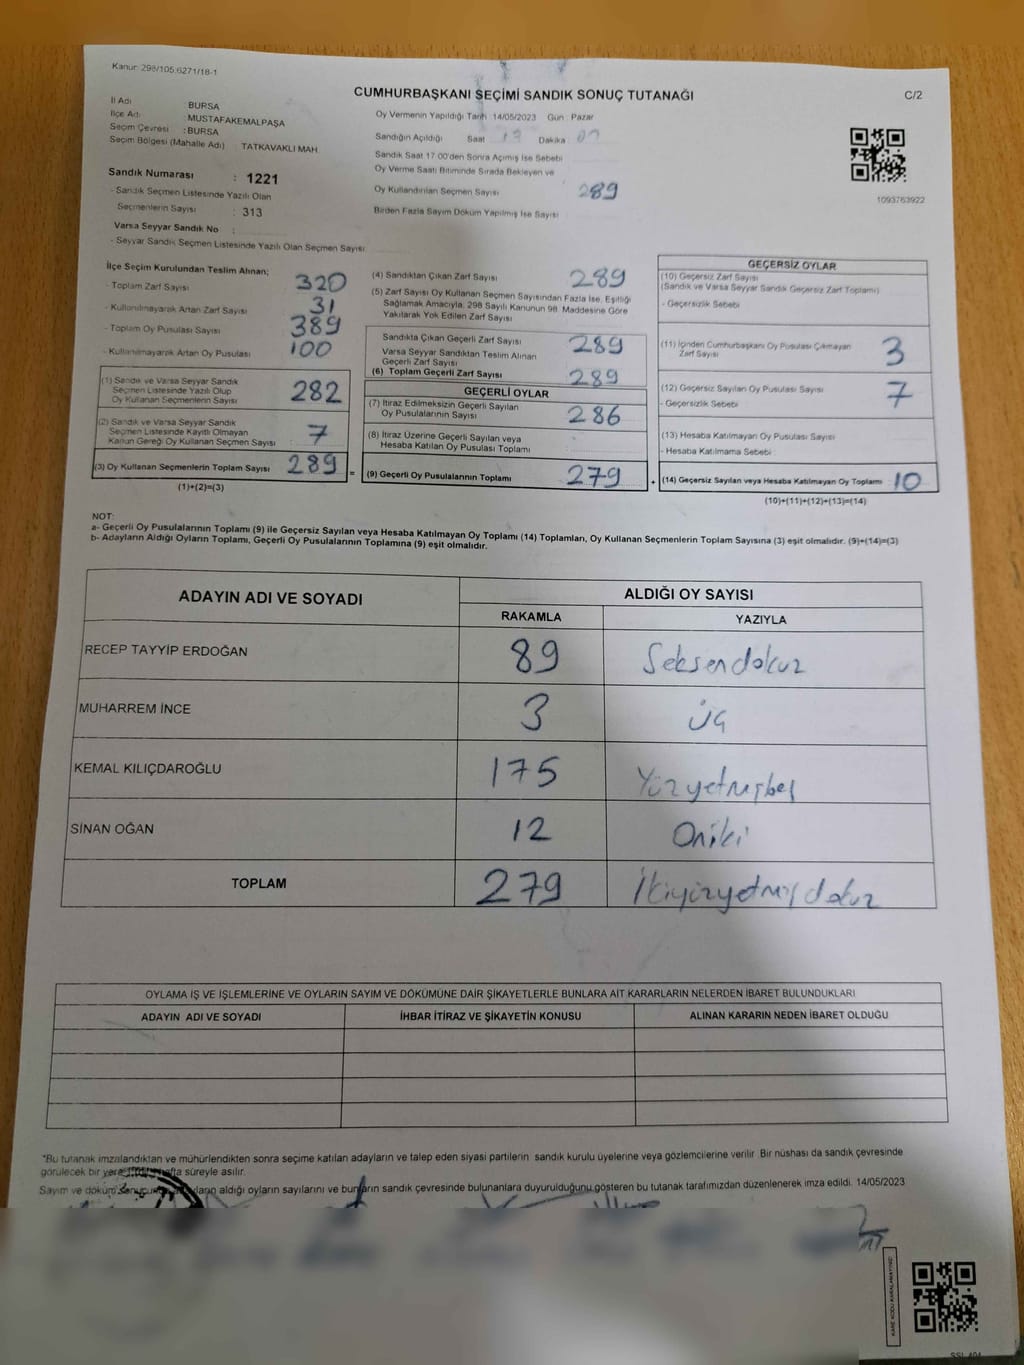 Kanun: 298/105;6271/18-1
CUMHURBAŞKANI SEÇİMİ SANDIK SONUÇ TUTANAĞI
C/2
İl Adı BURSA
İlçe Adı MUSTAFAKEMALPAŞA
Seçim Çevresi : BURSA
Seçim Bölgesi (Mahalle Adı) TATKAVAKLI MAH.
Oy Vermenin Yapıldığı Tarih 14/05/2023 Gün : Pazar
Sandığın Açıldığı Saat Dakika
Sandık Saat 17.00'den Sonra Açılmış İse Sebebi
Oy Verme Saati Bitiminde Sırada Bekleyen ve
Oy Kullandırılan Seçmen Sayısı 289
Birden Fazla Sayım Döküm Yapılmış İse Sayısı
1093763922
Sandık Numarası : 1221
- Sandık Seçmen Listesinde Yazılı Olan
Seçmenlerin Sayısı : 313
Varsa Seyyar Sandık No :
- Seyyar Sandık Seçmen Listesinde Yazılı Olan Seçmen Sayısı
İlçe Seçim Kurulundan Teslim Alınan;
- Toplam Zarf Sayısı 320
- Kullanılmayarak Artan Zarf Sayısı 31
- Toplam Oy Pusulası Sayısı 389
- Kullanılmayarak Artan Oy Pusulası 100
(1) Sandık ve Varsa Seyyar Sandık
Seçmen Listesinde Yazılı Olup
Oy Kullanan Seçmenlerin Sayısı 282
(2) Sandık ve Varsa Seyyar Sandık
Seçmen Listesinde Kayıtlı Olmayan
Kanun Gereği Oy Kullanan Seçmen Sayısı : 7
(3) Oy Kullanan Seçmenlerin Toplam Sayısı 289
(1)+(2)=(3)
(4) Sandıktan Çıkan Zarf Sayısı 289
(5) Zarf Sayısı Oy Kullanan Seçmen Sayısından Fazla İse, Eşitliği
Sağlamak Amacıyla, 298 Sayılı Kanunun 98. Maddesine Göre
Yakılarak Yok Edilen Zarf Sayısı
Sandıkta Çıkan Geçerli Zarf Sayısı 289
Varsa Seyyar Sandıktan Teslim Alınan
Geçerli Zarf Sayısı
(6) Toplam Geçerli Zarf Sayısı 289
GEÇERLİ OYLAR
(7) İtiraz Edilmeksizin Geçerli Sayılan
Oy Pusulalarının Sayısı 286
(8) İtiraz Üzerine Geçerli Sayılan veya
Hesaba Katılan Oy Pusulası Toplamı
= (9) Geçerli Oy Pusulalarının Toplamı 279
GEÇERSİZ OYLAR
(10) Geçersiz Zarf Sayısı
(Sandık ve Varsa Seyyar Sandık Geçersiz Zarf Toplamı)
- Geçersizlik Sebebi
(11) İçinden Cumhurbaşkanı Oy Pusulası Çıkmayan
Zarf Sayısı 3
(12) Geçersiz Sayılan Oy Pusulası Sayısı 7
- Geçersizlik Sebebi
(13) Hesaba Katılmayan Oy Pusulası Sayısı
- Hesaba Katılmama Sebebi :
+ (14) Geçersiz Sayılan veya Hesaba Katılmayan Oy Toplamı : 10
(10)+(11)+(12)+(13)=(14)
NOT:
a- Geçerli Oy Pusulalarının Toplamı (9) ile Geçersiz Sayılan veya Hesaba Katılmayan Oy Toplamı (14) Toplamları, Oy Kullanan Seçmenlerin Toplam Sayısına (3) eşit olmalıdır. (9)+(14)=(3)
b- Adayların Aldığı Oyların Toplamı, Geçerli Oy Pusulalarının Toplamına (9) eşit olmalıdır.
ADAYIN ADI VE SOYADI ALDIĞI OY SAYISI
RAKAMLA YAZIYLA
RECEP TAYYİP ERDOĞAN 89 Seksendokuz
MUHARREM İNCE 3 Üç
KEMAL KILIÇDAROĞLU 175 Yüzyetmişbeş
SİNAN OĞAN 12 Oniki
TOPLAM 279 İkiyüzyetmişdokuz
OYLAMA İŞ VE İŞLEMLERİNE VE OYLARIN SAYIM VE DÖKÜMÜNE DAİR ŞİKAYETLERLE BUNLARA AİT KARARLARIN NELERDEN İBARET BULUNDUKLARI
ADAYIN ADI VE SOYADI İHBAR İTİRAZ VE ŞİKAYETİN KONUSU ALINAN KARARIN NEDEN İBARET OLDUĞU
"Bu tutanak imzalandıktan ve mühürlendikten sonra seçime katılan adayların ve talep eden siyasi partilerin sandık kurulu üyelerine veya gözlemcilerine verilir. Bir nüshası da sandık çevresinde
görülecek bir yere süreyle asılır.
Sayım ve döküm aldığı oyların sayılarını ve bunların sandık çevresinde bulunanlara duyurulduğunu gösteren bu tutanak tarafımızdan düzenlenerek imza edildi. 14/05/2023
KARE KODU KARALAMAYINIZ!